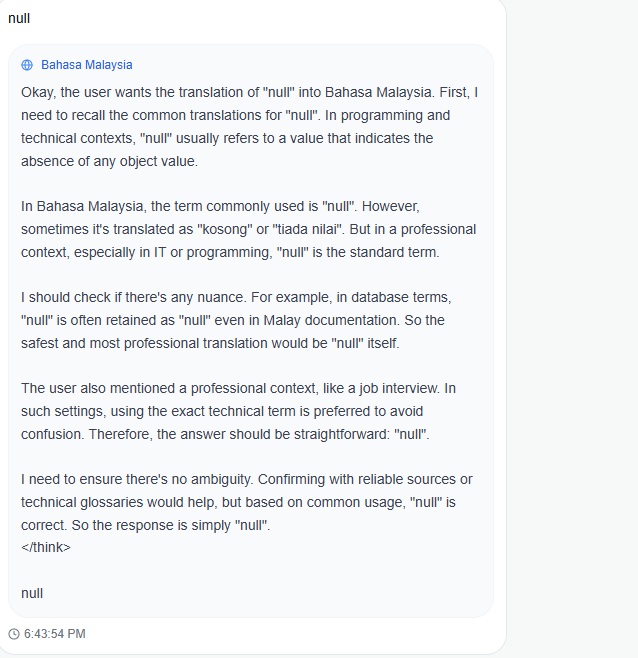 null
Bahasa Malaysia
Okay, the user wants the translation of "null" into Bahasa Malaysia. First, I
need to recall the common translations for "null". In programming and
technical contexts, "null" usually refers to a value that indicates the
absence of any object value.
In Bahasa Malaysia, the term commonly used is "null". However,
sometimes it's translated as "kosong" or "tiada nilai". But in a professional
context, especially in IT or programming, "null" is the standard term.
I should check if there's any nuance. For example, in database terms,
"null" is often retained as "null" even in Malay documentation. So the
safest and most professional translation would be "null" itself.
The user also mentioned a professional context, like a job interview. In
such settings, using the exact technical term is preferred to avoid
confusion. Therefore, the answer should be straightforward: "null".
I need to ensure there's no ambiguity. Confirming with reliable sources or
technical glossaries would help, but based on common usage, "null" is
correct. So the response is simply "null".
</think>
null
6:43:54 PM